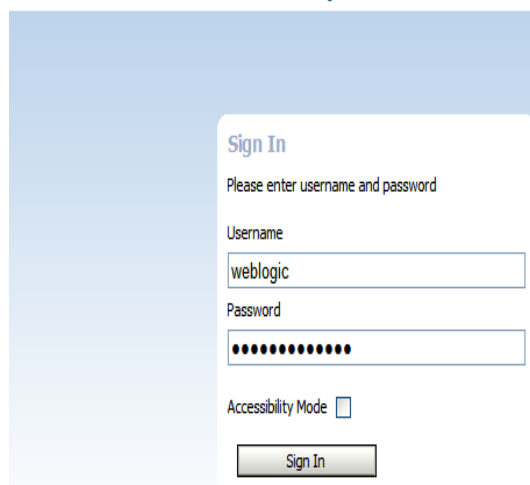 Sign In
Please enter username and password
Username
weblogic
Password
•••••••••••••
Accessibility Mode
Sign In